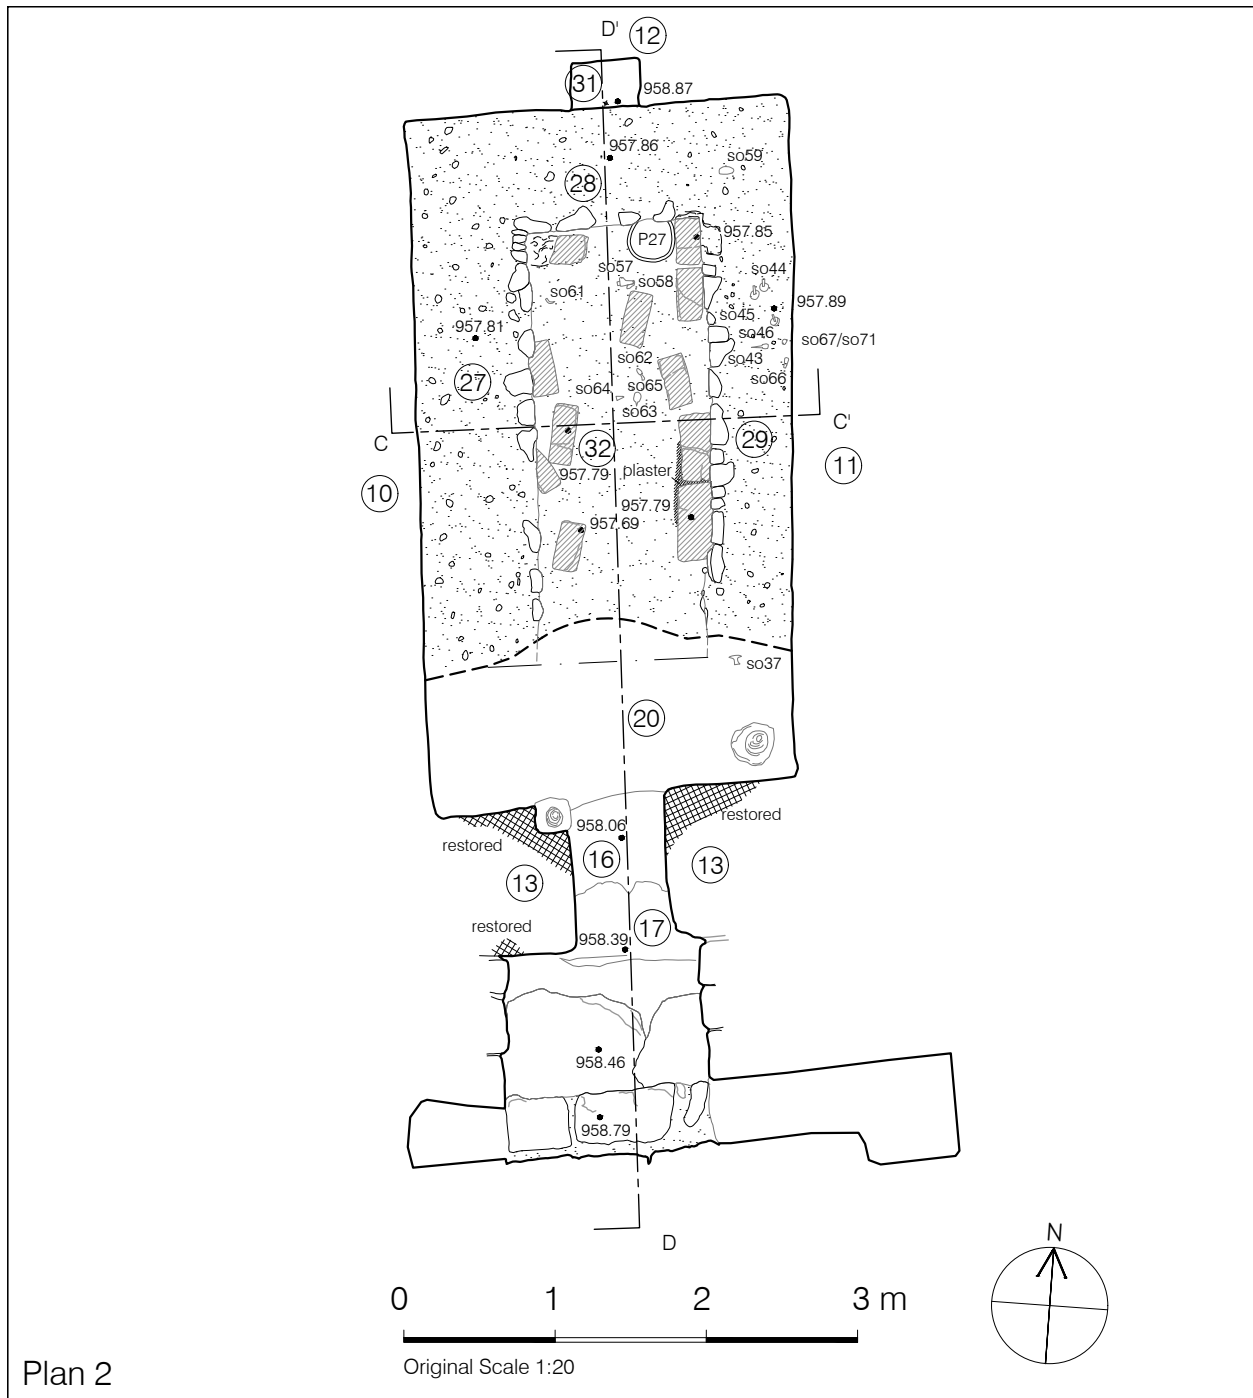 D'
12
31
958.87
957.86
so59
28
P27
957.85
so57
so44
so58
so61
957.89
so45
957.81
so46
so67/so71
so62
so43
27
so64
so65
so66
so63
C
C'
32
29
plaster
11
957.79
10
957.79
957.69
so37
20
restored
958.06
restored
16
13
13
restored
17
958.39
958.46
958.79
D
N
0 1 2 3 m
Original Scale 1:20
Plan 2